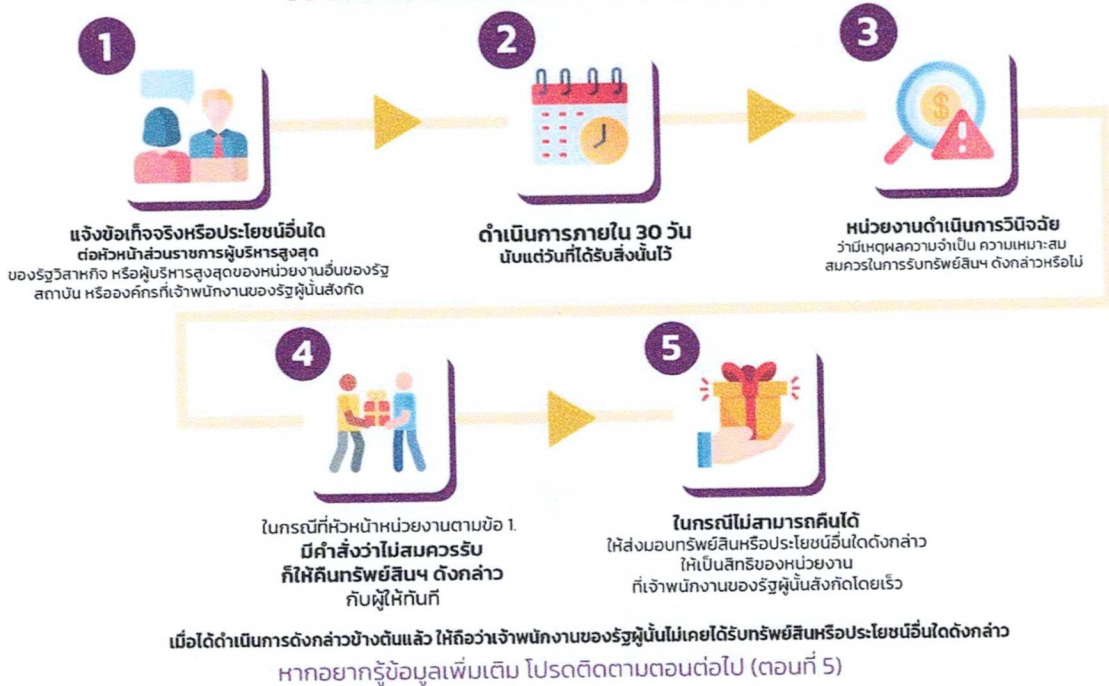 1
แจ้งข้อเท็จจริงหรือประโยชน์อื่นใด
ต่อหัวหน้าส่วนราชการผู้บริหารสูงสุด
ของรัฐวิสาหกิจ หรือผู้บริหารสูงสุดของหน่วยงานอื่นของรัฐ
สถาบัน หรือองค์กรที่เจ้าพนักงานของรัฐผู้นั้นสังกัด
2
ดำเนินการภายใน 30 วัน
นับแต่วันที่ได้รับสิ่งนั้นไว้
3
หน่วยงานดำเนินการวินิจฉัย
ว่ามีเหตุผลความจำเป็น ความเหมาะสม
สมควรในการรับทรัพย์สินฯ ดังกล่าวหรือไม่
4
ในกรณีที่หัวหน้าหน่วยงานตามข้อ 1.
มีคำสั่งว่าไม่สมควรรับ
ก็ให้คืนทรัพย์สินฯ ดังกล่าว
กับผู้ให้ทันที
5
ในกรณีไม่สามารถคืนได้
ให้ส่งมอบทรัพย์สินหรือประโยชน์อื่นใดดังกล่าว
ให้เป็นสิทธิของหน่วยงาน
ที่เจ้าพนักงานของรัฐผู้นั้นสังกัดโดยเร็ว
เมื่อได้ดำเนินการดังกล่าวข้างต้นแล้ว ให้ถือว่าเจ้าพนักงานของรัฐผู้นั้นไม่เคยได้รับทรัพย์สินหรือประโยชน์อื่นใดดังกล่าว
หากอยากรู้ข้อมูลเพิ่มเติม โปรดติดตามตอนต่อไป (ตอนที่ 5)